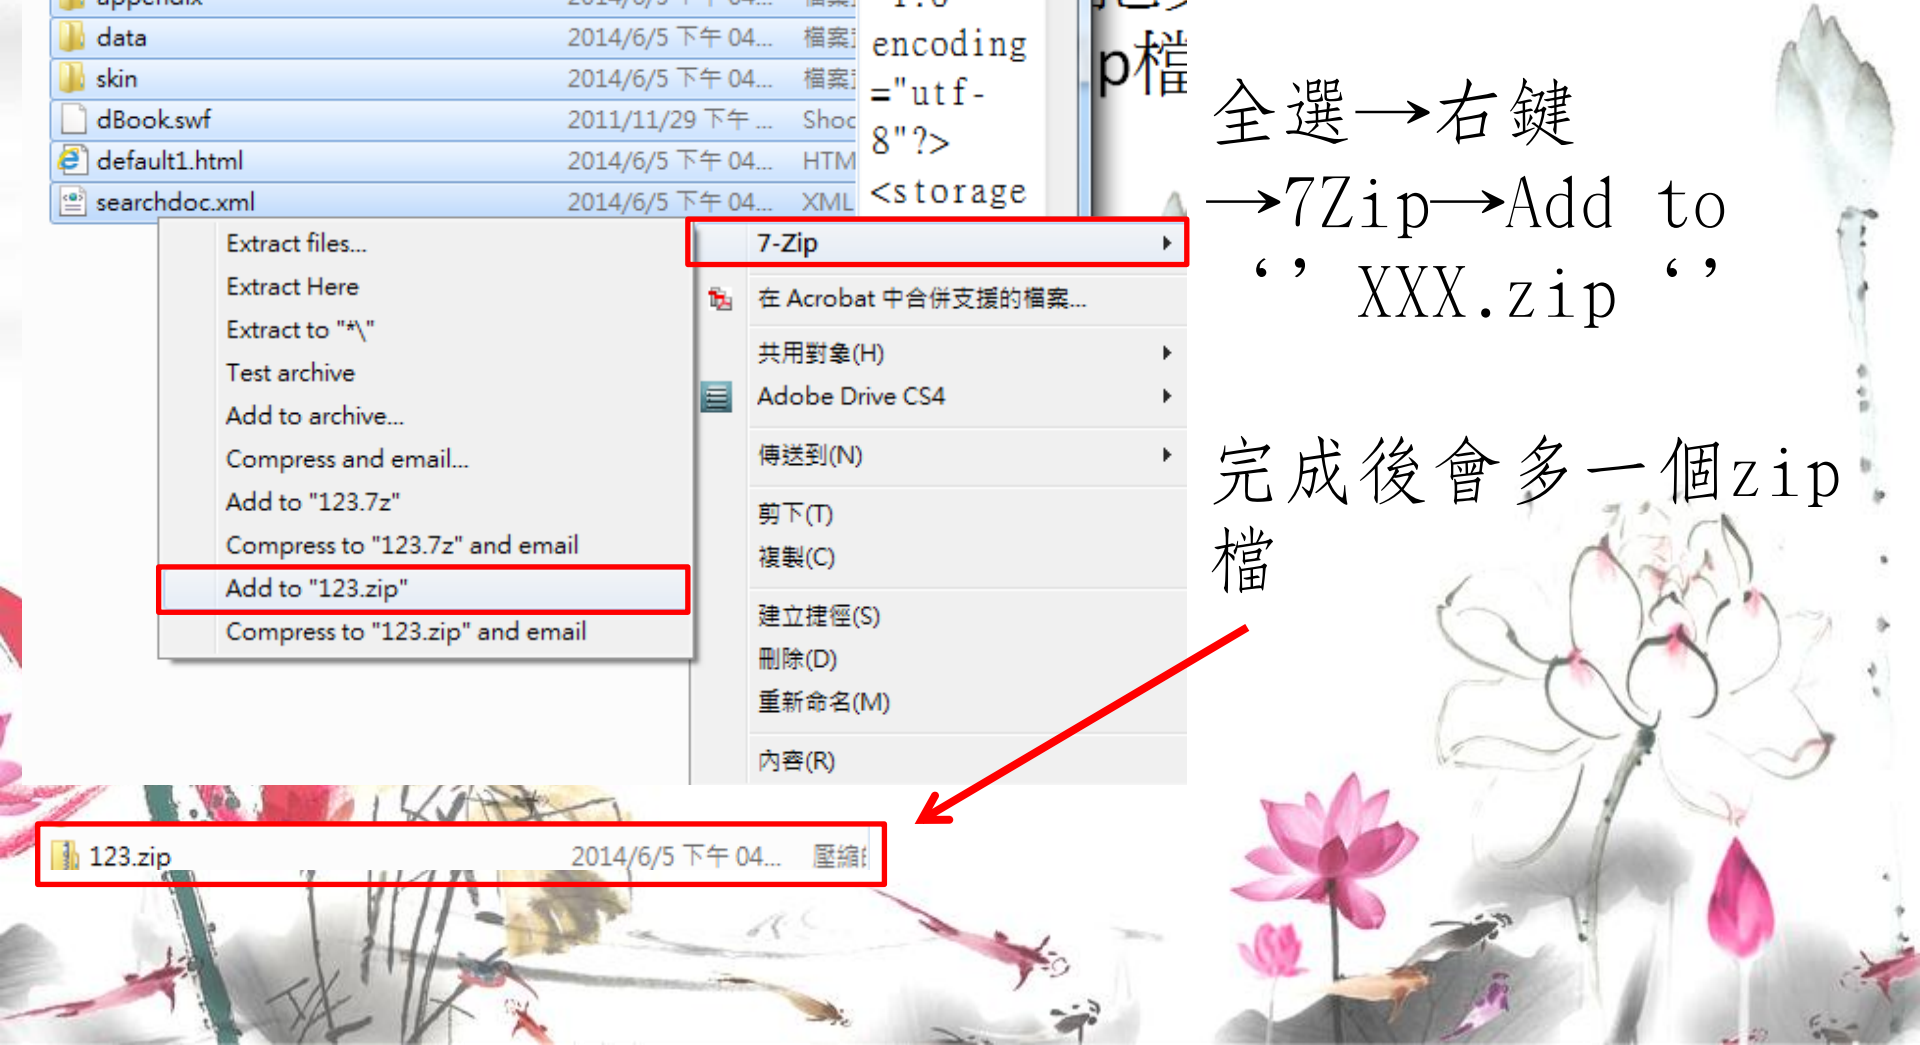 appendix
data 2014/6/5 下午 04...
skin 2014/6/5 下午 04...
dBook.swf 2011/11/29 下午 ... Shoc
default1.html 2014/6/5 下午 04... HTM
searchdoc.xml 2014/6/5 下午 04... XML
encoding
="utf-
8"?>
<storage
p檔
Extract files...
Extract Here
Extract to "*\"
Test archive
Add to archive...
Compress and email...
Add to "123.7z"
Compress to "123.7z" and email
Add to "123.zip"
Compress to "123.zip" and email
7-Zip
在 Acrobat 中合併支援的檔案...
共用對象(H)
Adobe Drive CS4
傳送到(N)
剪下(T)
複製(C)
建立捷徑(S)
刪除(D)
重新命名(M)
內容(R)
全選→右鍵
→7Zip→Add to
‘’ XXX.zip ‘’
完成後會多一個zip
檔
123.zip 2014/6/5 下午 04... 壓縮